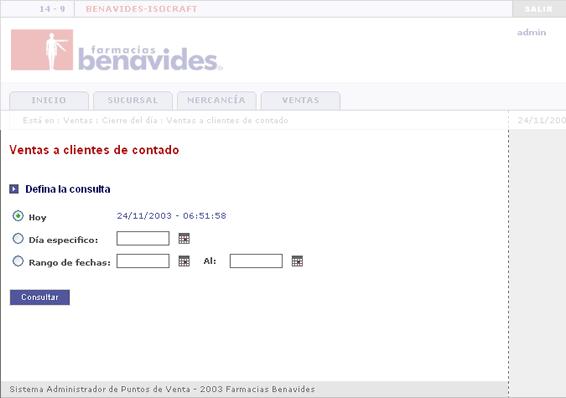 14 - 9 BENAVIDES-ISOCRAFT SALIR
admin
farmacias
benavides
INICIO SUCURSAL MERCANCÍA VENTAS
Está en : Ventas : Cierre del día : Ventas a clientes de contado 24/11/200
Ventas a clientes de contado
Defina la consulta
Hoy 24/11/2003 - 06:51:58
Día especifico:
Rango de fechas: Al:
Consultar
Sistema Administrador de Puntos de Venta - 2003 Farmacias Benavides